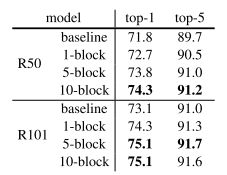 model top-1 top-5
R50 baseline 71.8 89.7
1-block 72.7 90.5
5-block 73.8 91.0
10-block 74.3 91.2
R101 baseline 73.1 91.0
1-block 74.3 91.3
5-block 75.1 91.7
10-block 75.1 91.6